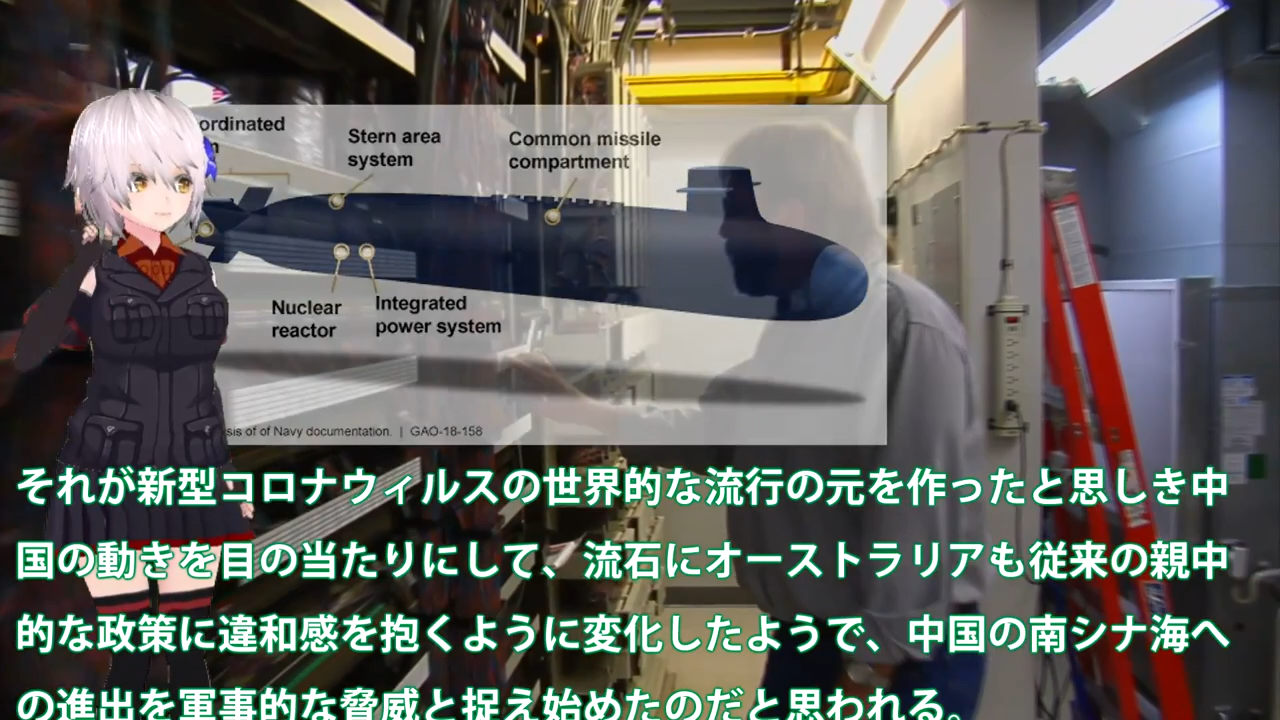 ordinated
Stern area
system
Common missile
compartment
Nuclear
reactor
Integrated
power system
sis of of Navy documentation. | GAO-18-158
それが新型コロナウィルスの世界的な流行の元を作ったと思しき中
国の動きを目の当たりにして、流石にオーストラリアも従来の親中
的な政策に違和感を抱くように変化したようで、中国の南シナ海へ
の進出を軍事的な脅威と捉え始めたのだと思われる。